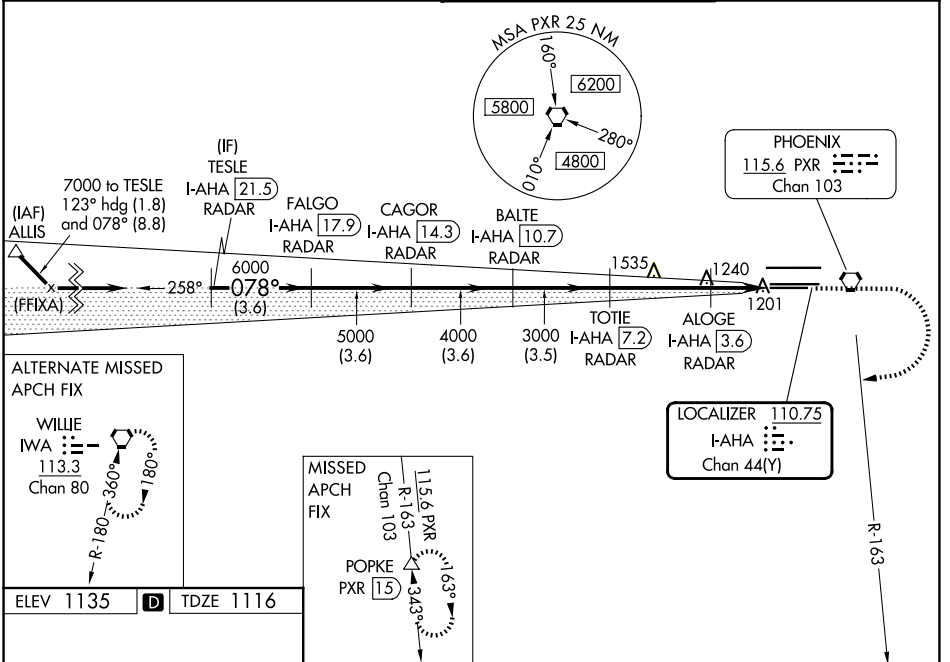 MSA PXR 25 NM
160°
6200
5800
280°
4800
010°
PHOENIX
115.6 PXR
Chan 103
(IF)
TESLE
I-AHA 21.5
RADAR
7000 to TESLE
123° hdg (1.8)
and 078° (8.8)
(IAF)
ALLIS
FALGO
I-AHA 17.9
RADAR
CAGOR
I-AHA 14.3
RADAR
BALTE
I-AHA 10.7
RADAR
1535
1240
6000
258°
078°
(3.6)
(FFIXA)
1201
5000
(3.6)
4000
(3.6)
3000
(3.5)
TOTIE
I-AHA 7.2
RADAR
ALOGE
I-AHA 3.6
RADAR
ALTERNATE MISSED
APCH FIX
WILLIE
IWA
113.3
Chan 80
360°
180°
R-180
LOCALIZER 110.75
I-AHA
Chan 44(Y)
R-163
MISSED
APCH
FIX
115.6 PXR
Chan 103
R-163
POPKE
PXR 15
163°
343°
ELEV 1135 D TDZE 1116